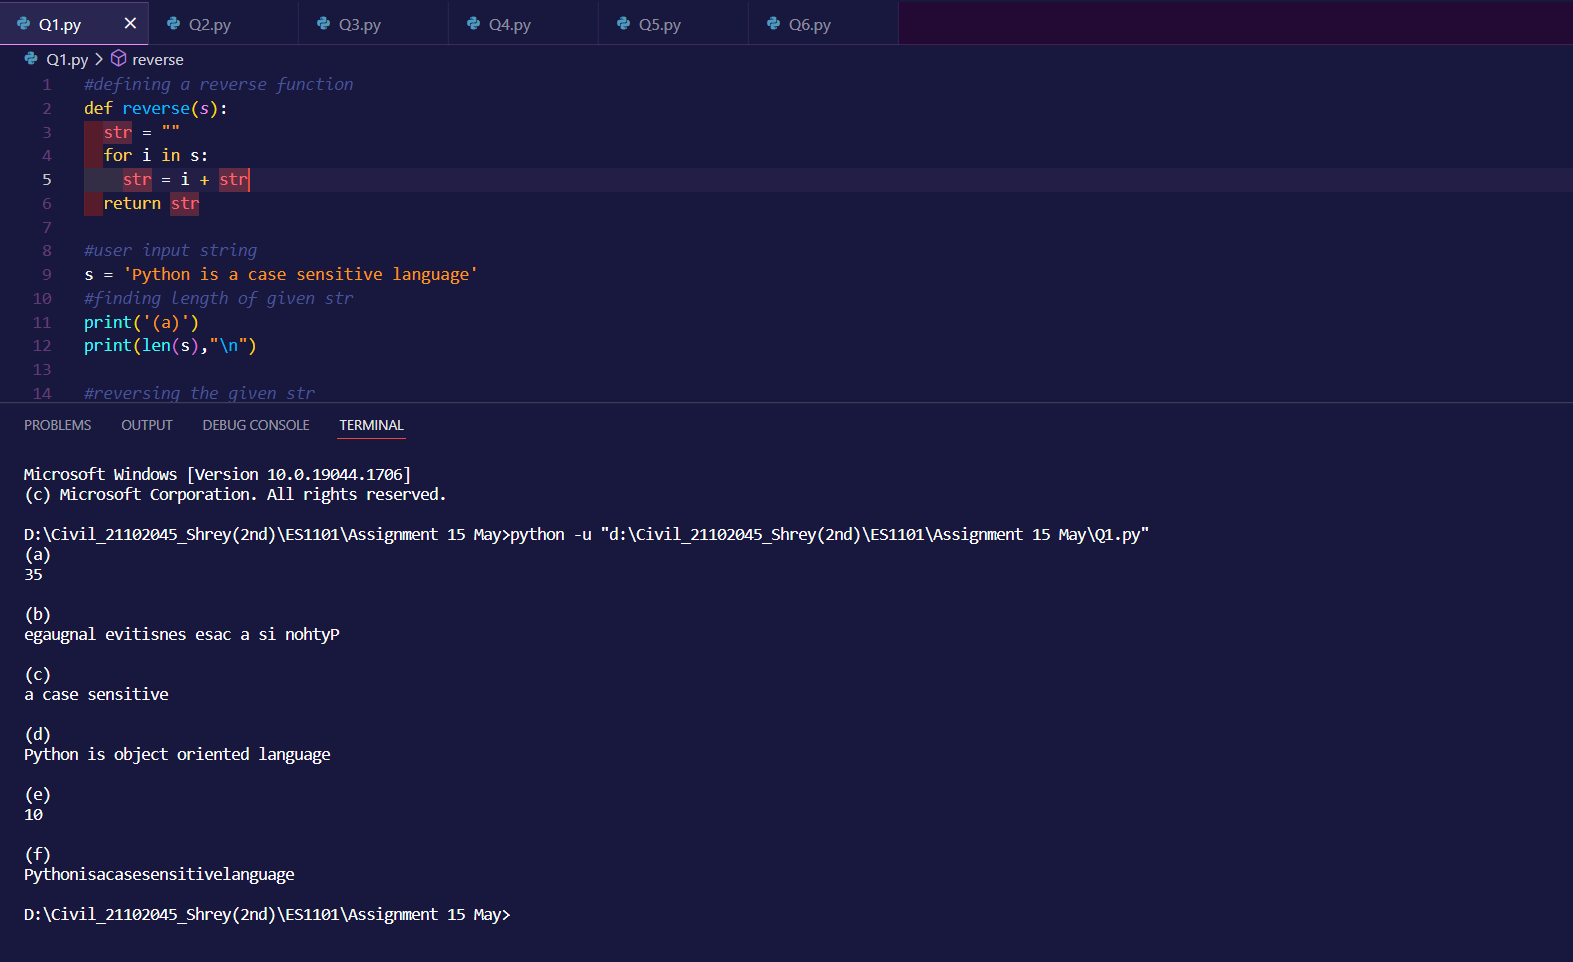 Q1.py Q2.py Q3.py Q4.py Q5.py Q6.py
Q1.py > reverse
1 #defining a reverse function
2 def reverse(s):
3   str = ""
4   for i in s:
5     str = i + str
6   return str
7
8 #user input string
9 s = 'Python is a case sensitive language'
10 #finding length of given str
11 print('(a)')
12 print(len(s),"\n")
13
14 #reversing the given str
PROBLEMS OUTPUT DEBUG CONSOLE TERMINAL
Microsoft Windows [Version 10.0.19044.1706]
(c) Microsoft Corporation. All rights reserved.
D:\Civil_21102045_Shrey(2nd)\ES1101\Assignment 15 May>python -u "d:\Civil_21102045_Shrey(2nd)\ES1101\Assignment 15 May\Q1.py"
(a)
35
(b)
egaugnal evitisnes esac a si nohtyP
(c)
a case sensitive
(d)
Python is object oriented language
(e)
10
(f)
Pythonisacasesensitivelanguage
D:\Civil_21102045_Shrey(2nd)\ES1101\Assignment 15 May>